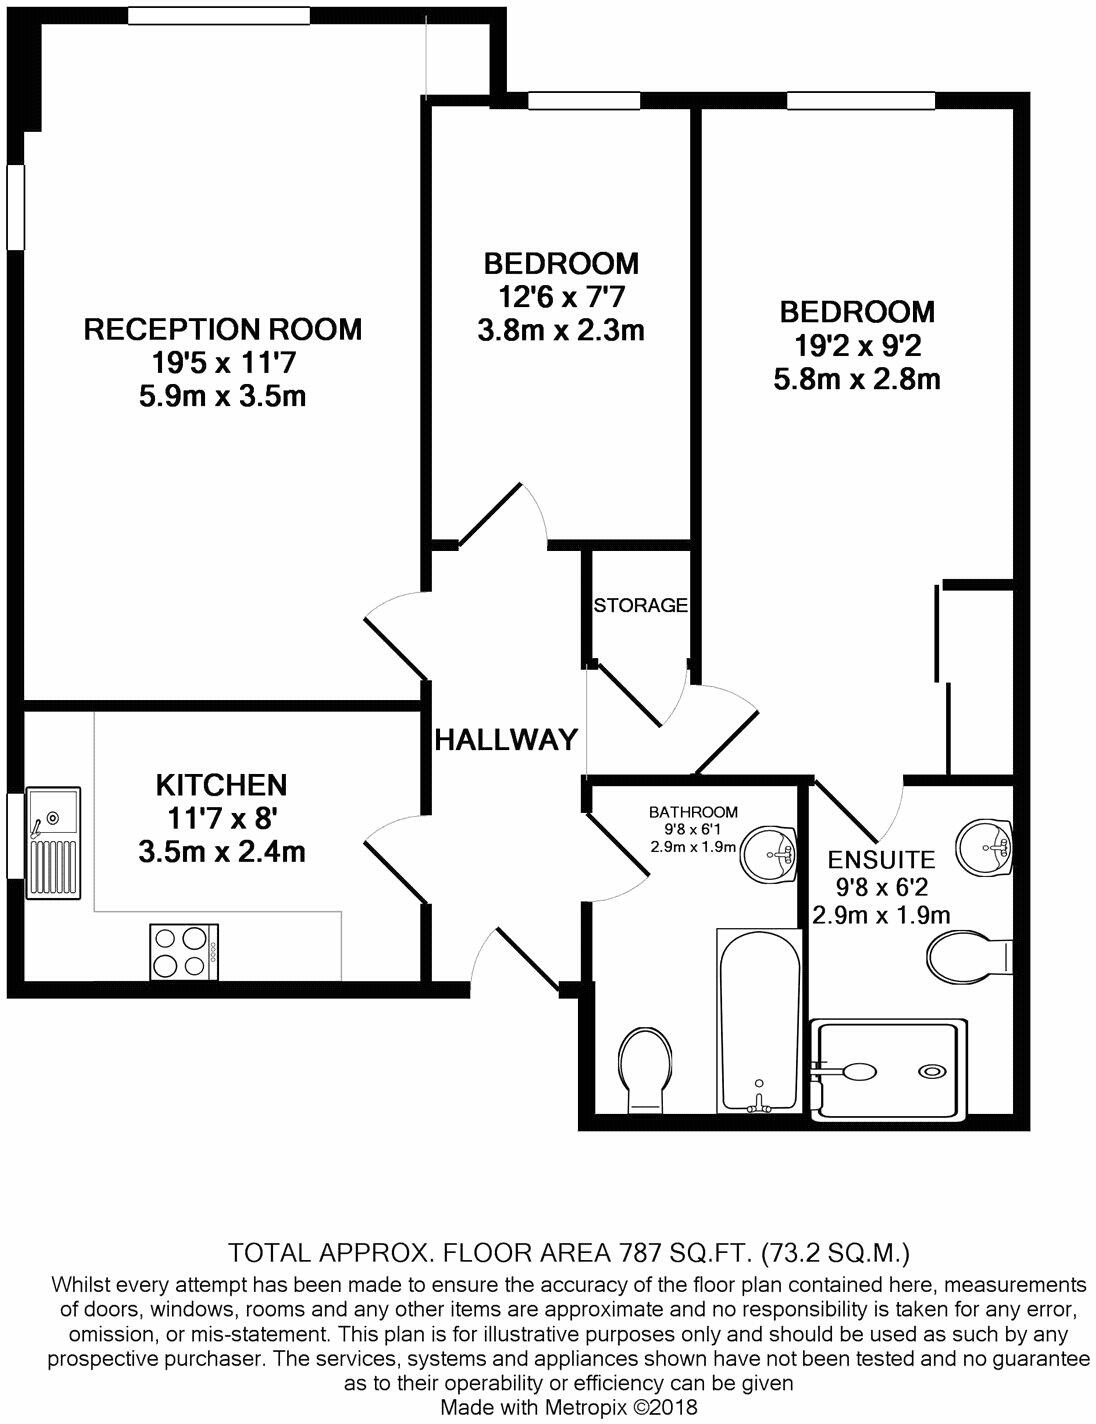 RECEPTION ROOM
19'5 x 11'7
5.9m x 3.5m
BEDROOM
12'6 x 7'7
3.8m x 2.3m
BEDROOM
19'2 x 9'2
5.8m x 2.8m
STORAGE
HALLWAY
KITCHEN
11'7 x 8'
3.5m x 2.4m
BATHROOM
9'8 x 6'1
2.9m x 1.9m
ENSUITE
9'8 x 6'2
2.9m x 1.9m
TOTAL APPROX. FLOOR AREA 787 SQ.FT. (73.2 SQ.M.)
Whilst every attempt has been made to ensure the accuracy of the floor plan contained here, measurements
of doors, windows, rooms and any other items are approximate and no responsibility is taken for any error,
omission, or mis-statement. This plan is for illustrative purposes only and should be used as such by any
prospective purchaser. The services, systems and appliances shown have not been tested and no guarantee
as to their operability or efficiency can be given
Made with Metropix ©2018